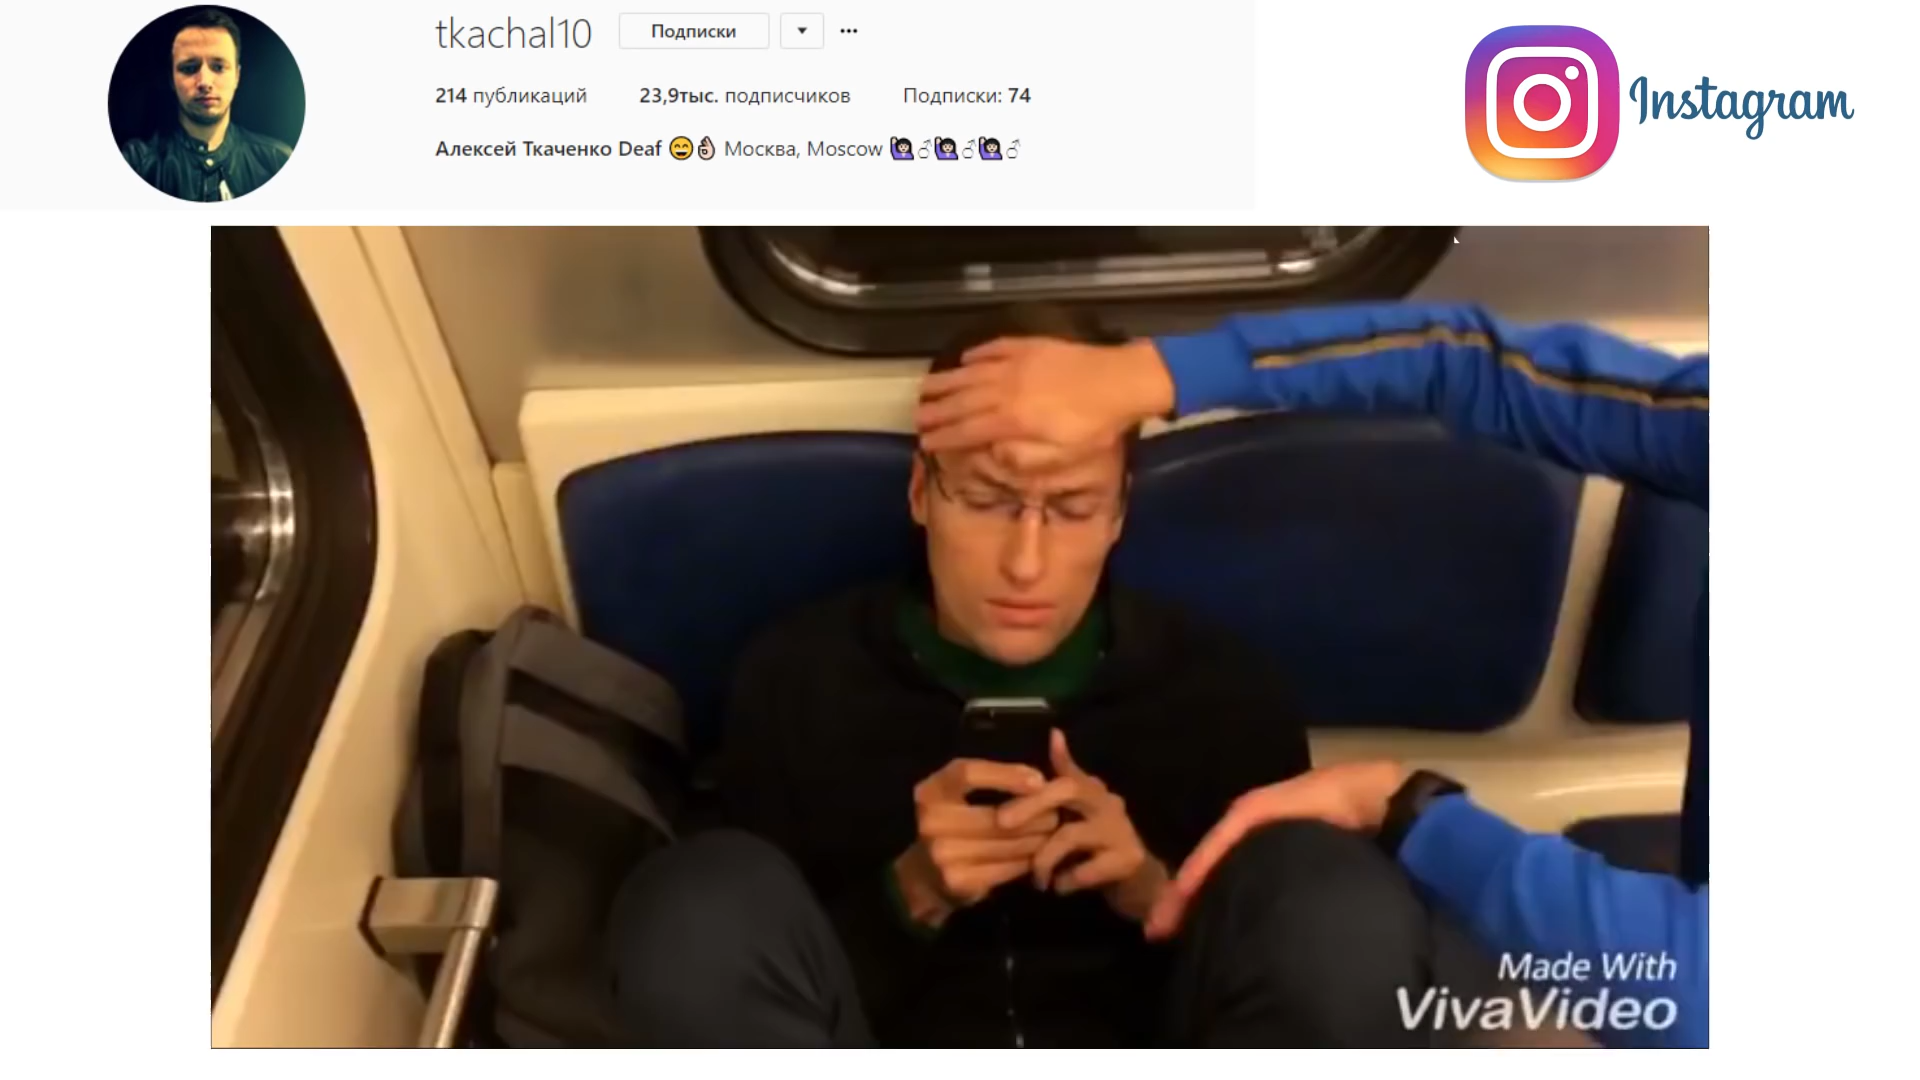 tkachal10
Подписки
214 публикаций 23,9тыс. подписчиков Подписки: 74
Алексей Ткаченко Deaf 😄👌🏻 Москва, Moscow 🙋🏻♂🙋🏻♂🙋🏻♂
Instagram
Made With
VivaVideo